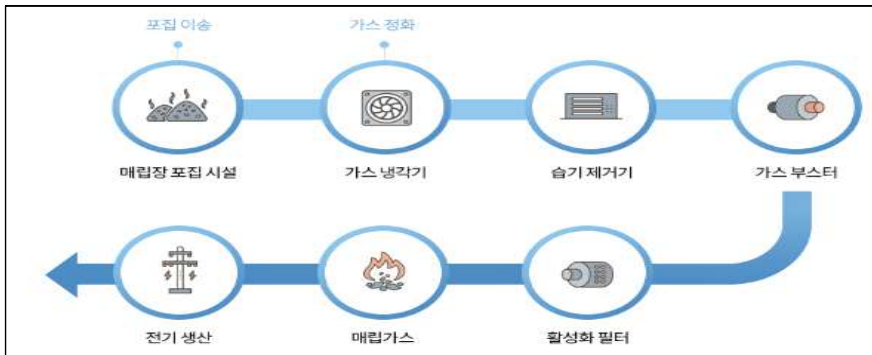 포집 이송
가스 정화
매립장 포집 시설
가스 냉각기
습기 제거기
가스 부스터
전기 생산
매립가스
활성화 필터